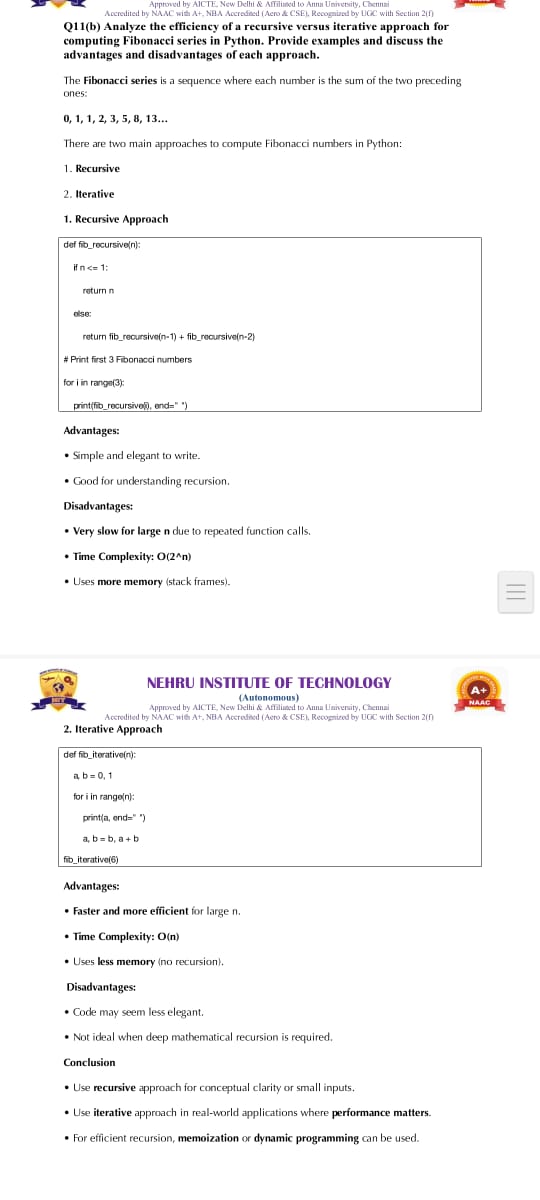 Approved by AICTE, New Delhi & Affiliated to Anna University, Chennai
Accredited by NAAC with A+, NBA Accredited (Aero & CSE), Recognized by UGC with Section 2(f)
Q11(b) Analyze the efficiency of a recursive versus iterative approach for
computing Fibonacci series in Python. Provide examples and discuss the
advantages and disadvantages of each approach.
The Fibonacci series is a sequence where each number is the sum of the two preceding
ones:
0, 1, 1, 2, 3, 5, 8, 13...
There are two main approaches to compute Fibonacci numbers in Python:
1. Recursive
2. Iterative
1. Recursive Approach
def fib_recursive(n):
if n <= 1:
return n
else:
return fib_recursive(n-1) + fib_recursive(n-2)
# Print first 3 Fibonacci numbers
for i in range(3):
print(fib_recursive(i), end=" ")
Advantages:
• Simple and elegant to write.
• Good for understanding recursion.
Disadvantages:
• Very slow for large n due to repeated function calls.
• Time Complexity: O(2^n)
• Uses more memory (stack frames).
NEHRU INSTITUTE OF TECHNOLOGY
(Autonomous)
Approved by AICTE, New Delhi & Affiliated to Anna University, Chennai
Accredited by NAAC with A+, NBA Accredited (Aero & CSE), Recognized by UGC with Section 2(f)
A+
NAAC
2. Iterative Approach
def fib_iterative(n):
a, b = 0, 1
for i in range(n):
print(a, end=" ")
a, b = b, a + b
fib_iterative(6)
Advantages:
• Faster and more efficient for large n.
• Time Complexity: O(n)
• Uses less memory (no recursion).
Disadvantages:
• Code may seem less elegant.
• Not ideal when deep mathematical recursion is required.
Conclusion
• Use recursive approach for conceptual clarity or small inputs.
• Use iterative approach in real-world applications where performance matters.
• For efficient recursion, memoization or dynamic programming can be used.